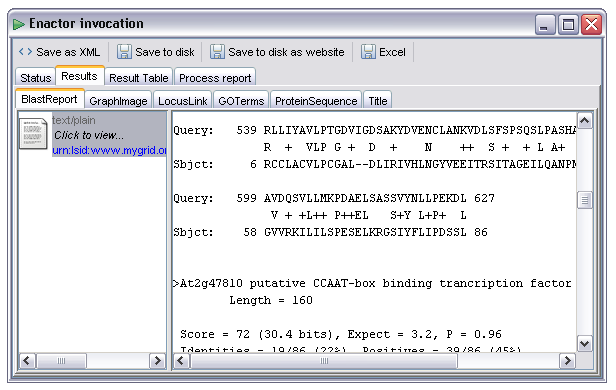 Enactor invocation
<> Save as XML Save to disk Save to disk as website Excel
Status Results Result Table Process report
BlastReport GraphImage LocusLink GOTerms ProteinSequence Title
text/plain
Click to view...
urn:lsid:www.mygrid.or
Query: 539 RLLIYAVLPTGDVIGDSAKYDVENCLANKVDLSFSPSQSLPASHA
R + VLP G + D + N ++ S + + L A+
Sbjct: 6 RCCLACVLPCGAL--DLIRIVHLNGYVEEITRSITAGEILQANPM
Query: 599 AVDQSVLLMKPDAELSASSVYNLLPEKDL 627
V + +L++ P++EL S+Y L+P+ L
Sbjct: 58 GVVRKILILSPESELKRGSIYFLIPDSSL 86
>At2g47810 putative CCAAT-box binding trancription factor
Length = 160
Score = 72 (30.4 bits), Expect = 3.2, P = 0.96
Identities = 19/86 (22%), Positives = 39/86 (45%)